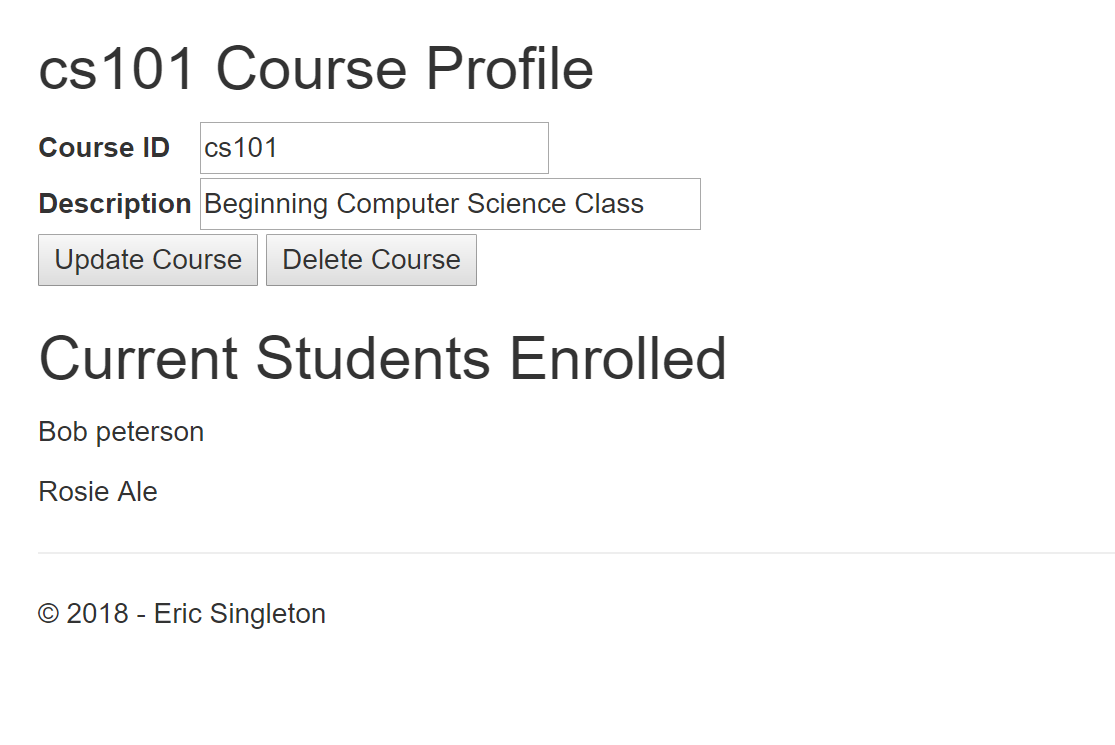 cs101 Course Profile
Course ID cs101
Description Beginning Computer Science Class
Update Course Delete Course
Current Students Enrolled
Bob peterson
Rosie Ale
© 2018 - Eric Singleton